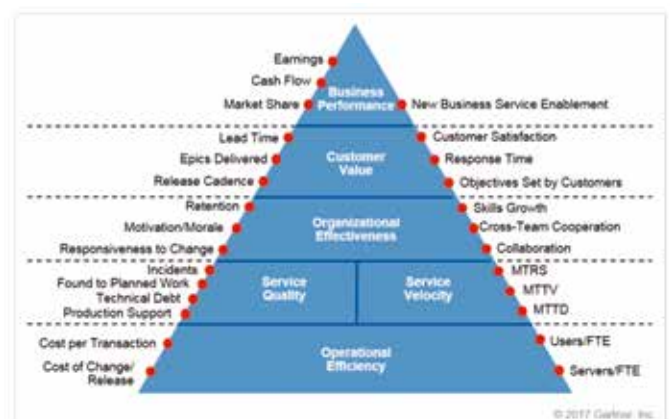 Earnings
Cash Flow
Market Share
Business
Performance
New Business Service Enablement
Lead Time
Epics Delivered
Release Cadence
Customer
Value
Customer Satisfaction
Response Time
Objectives Set by Customers
Retention
Motivation/Morale
Responsiveness to Change
Organizational
Effectiveness
Skills Growth
Cross-Team Cooperation
Collaboration
Incidents
Found to Planned Work
Technical Debt
Production Support
Service
Quality
Service
Velocity
MTRS
MTTV
MTTD
Cost per Transaction
Cost of Change/
Release
Operational
Efficiency
Users/FTE
Servers/FTE
© 2017 Gartner, Inc.